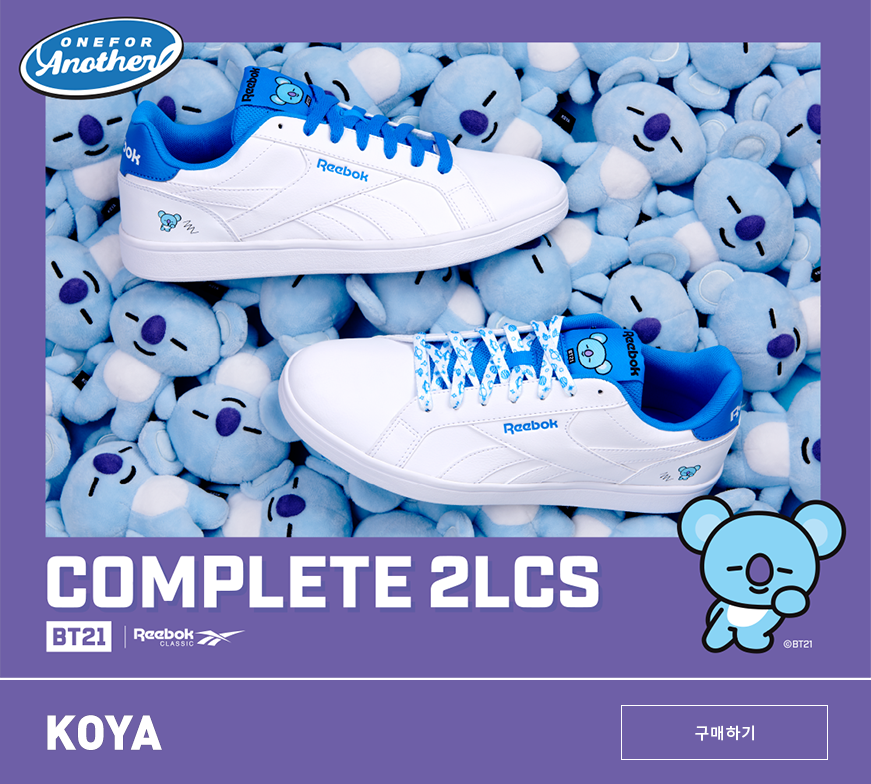 ONE FOR
Another!
Reebok
ok
Reebok
BT21
Reebok
Reebok
COMPLETE 2LCS
BT21 | Reebok
CLASSIC
©BT21
KOYA
구매하기